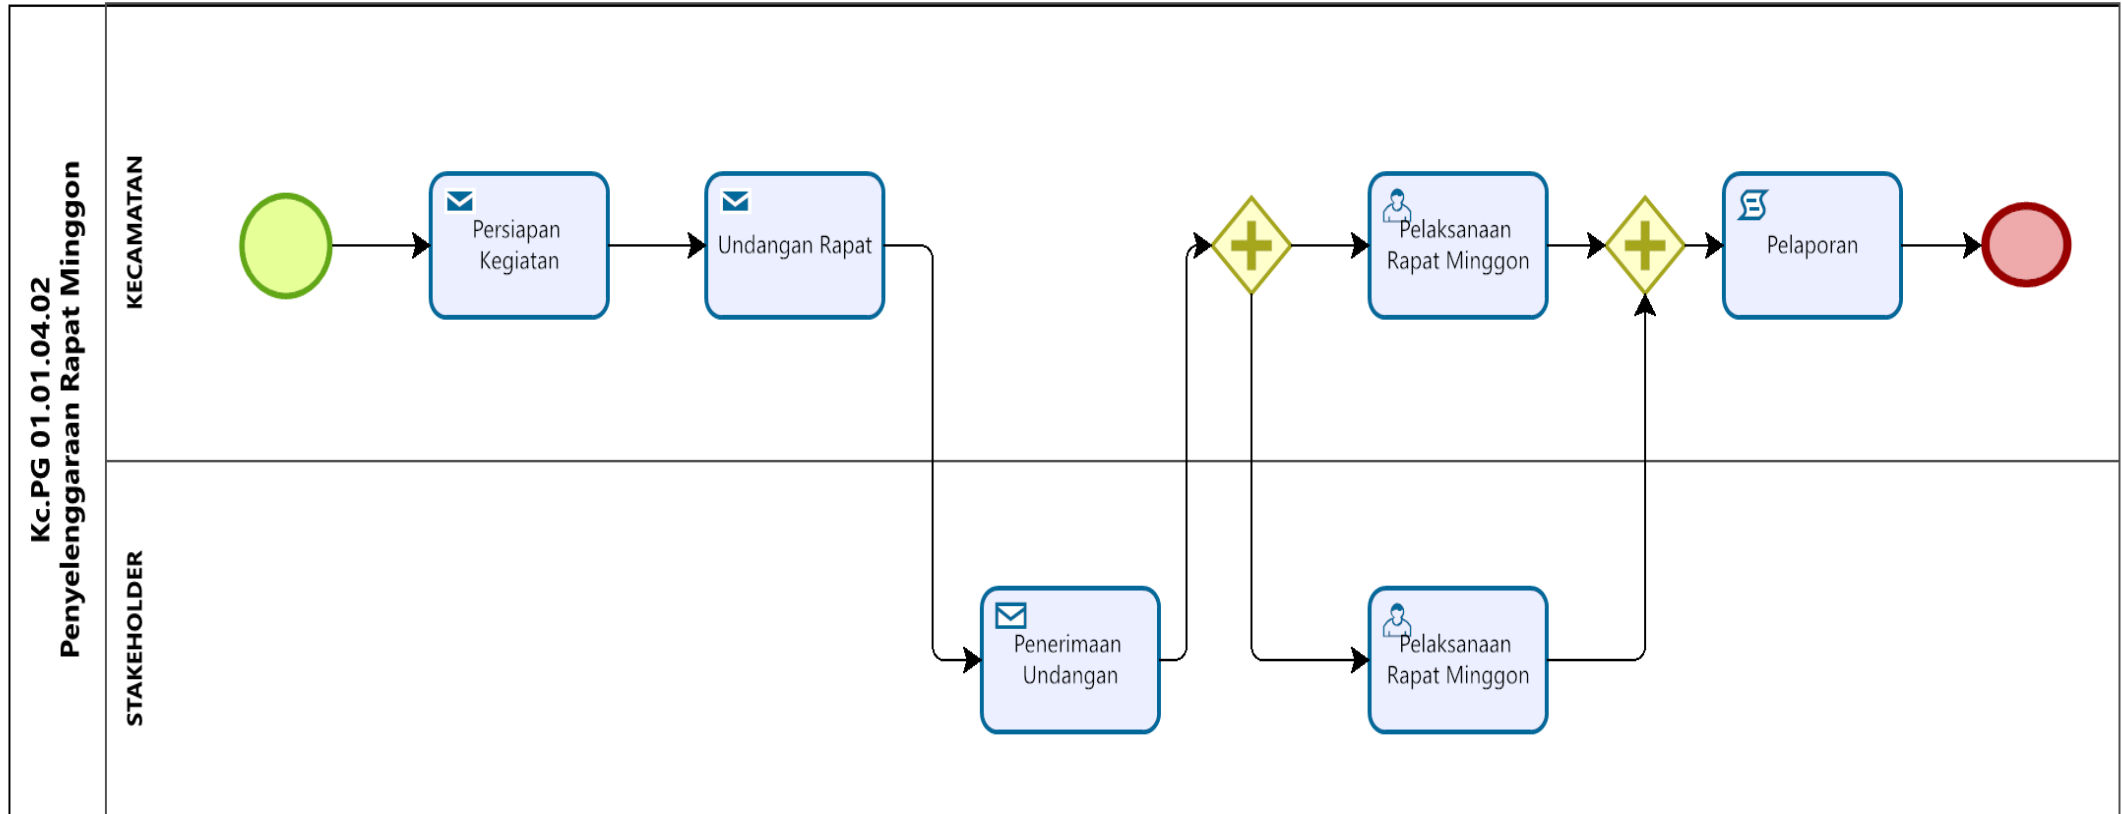 Kc.PG 01.01.04.02
Penyelenggaraan Rapat Minggon
KECAMATAN
Persiapan
Kegiatan
Undangan Rapat
Pelaksanaan
Rapat Minggon
Pelaporan
STAKEHOLDER
Penerimaan
Undangan
Pelaksanaan
Rapat Minggon